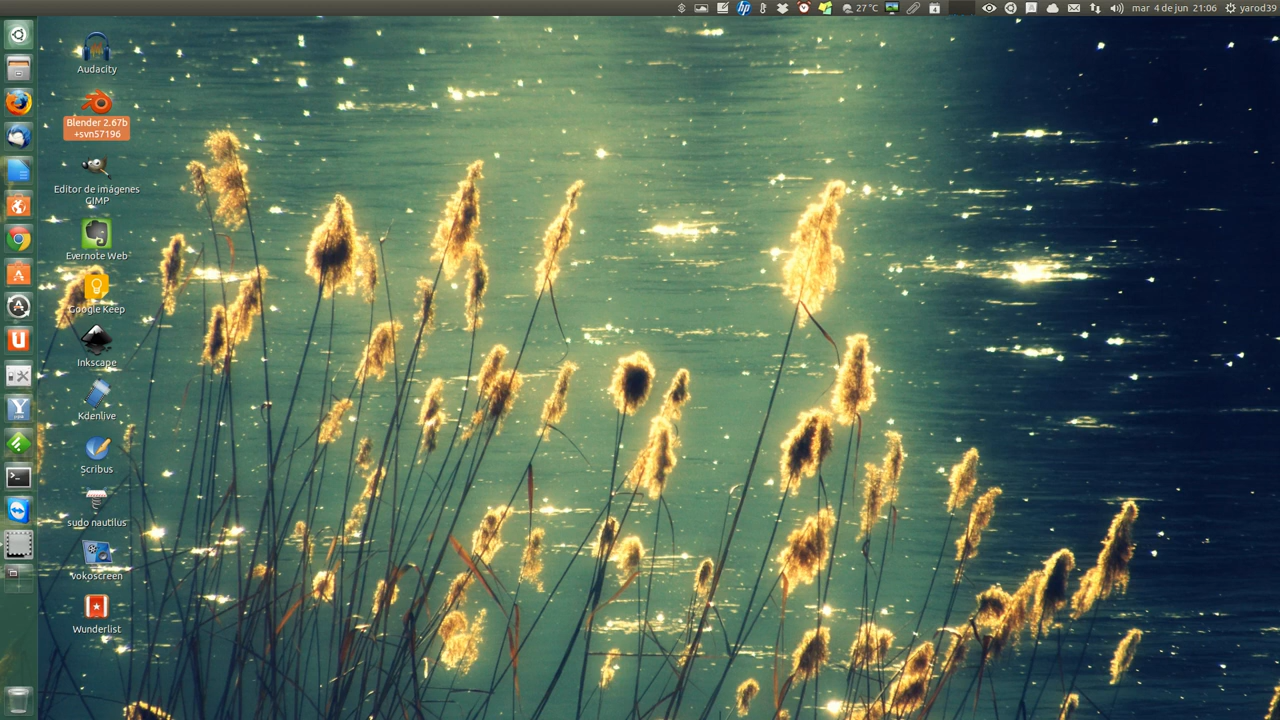 27 °C
mar 4 de jun 21:06
yarod39
Audacity
Blender 2.67b
+svn57196
Editor de imágenes
GIMP
Evernote Web
Google Keep
Inkscape
Kdenlive
Scribus
sudo nautilus
vokoscreen
Wunderlist